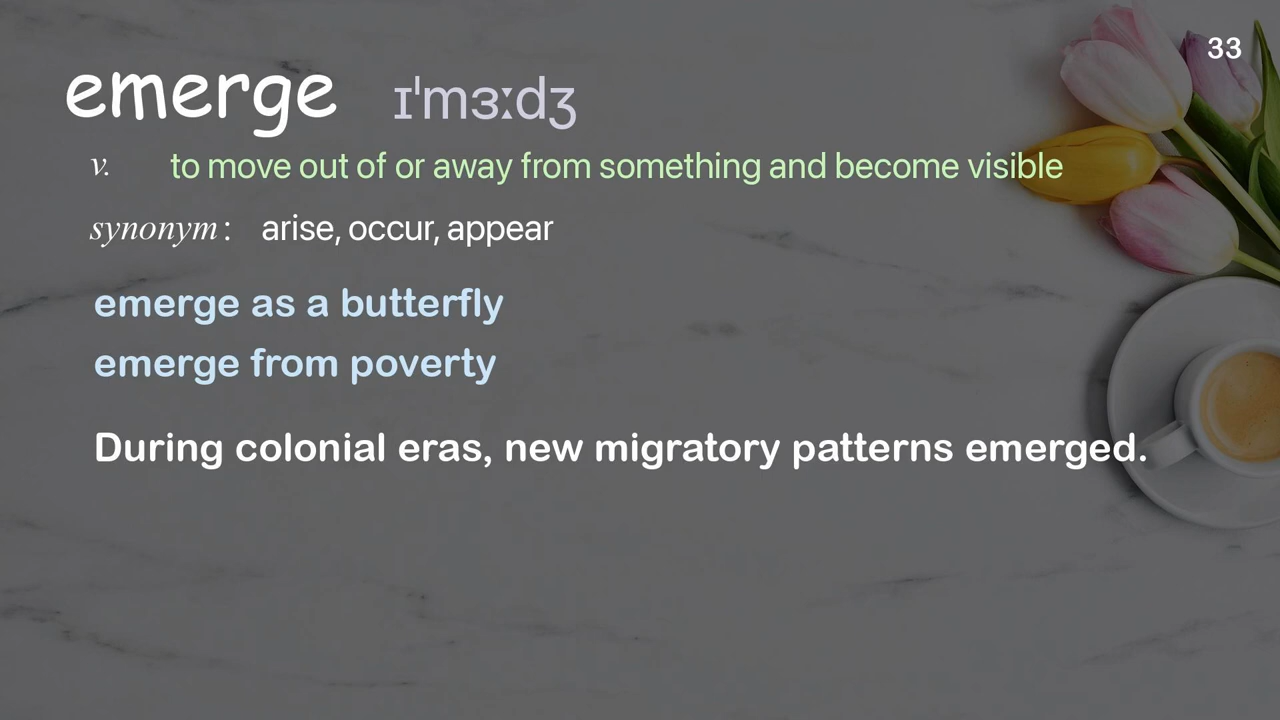 33
emerge ɪˈmɜːdʒ
v. to move out of or away from something and become visible
synonym : arise, occur, appear
emerge as a butterfly
emerge from poverty
During colonial eras, new migratory patterns emerged.